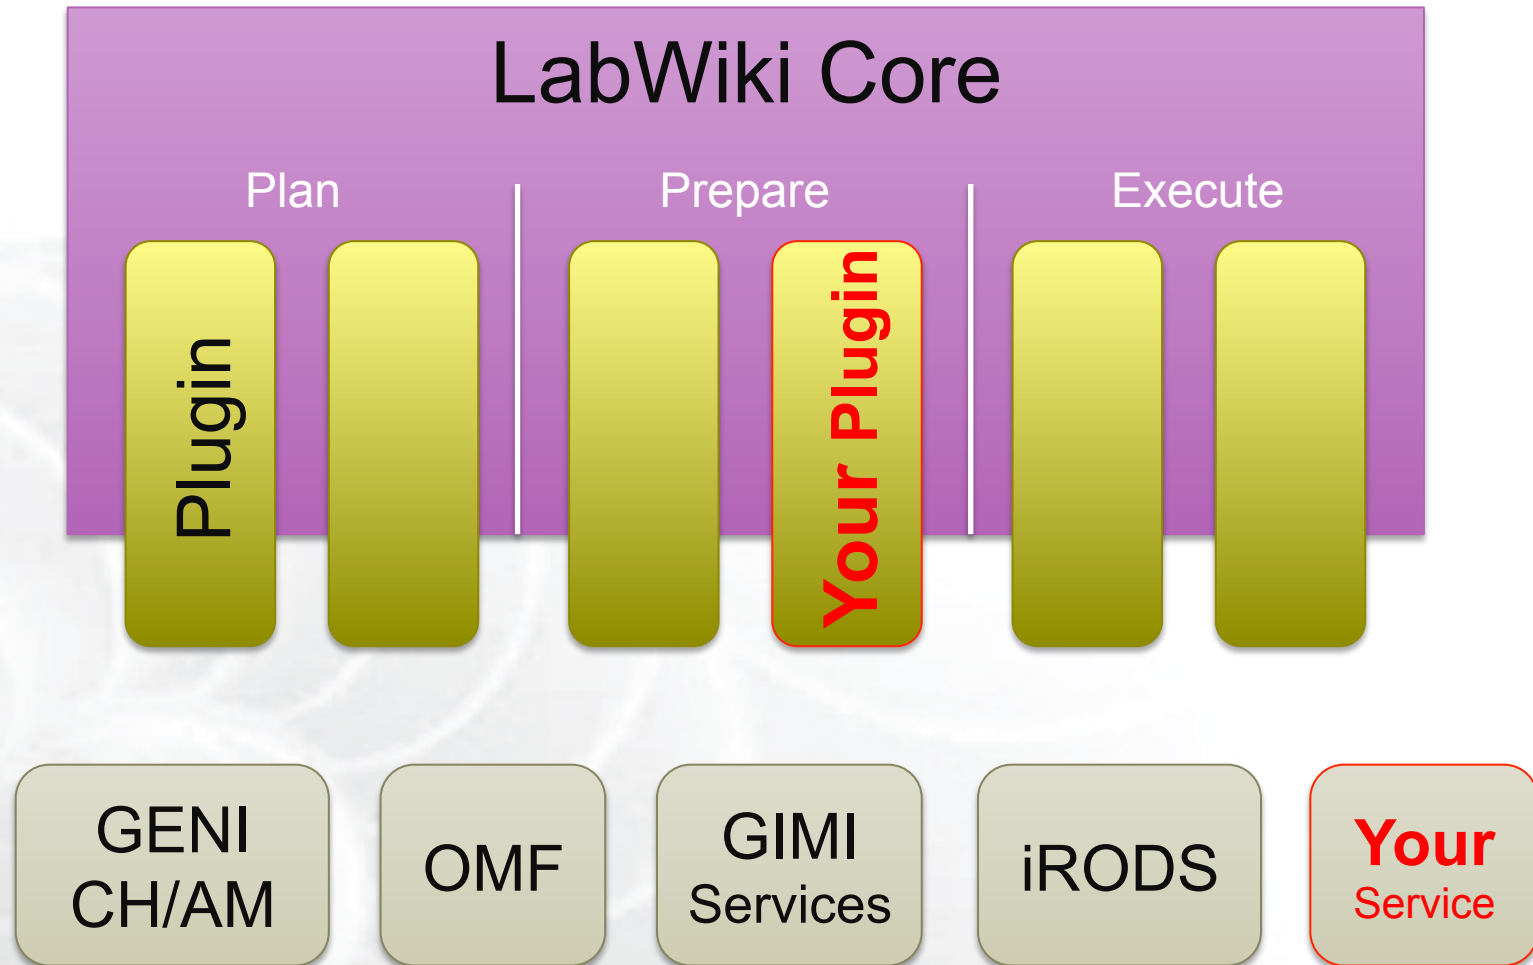 LabWiki Core
Plan
Prepare
Execute
Plugin
Your Plugin
GENI
CH/AM
OMF
GIMI
Services
iRODS
Your
Service